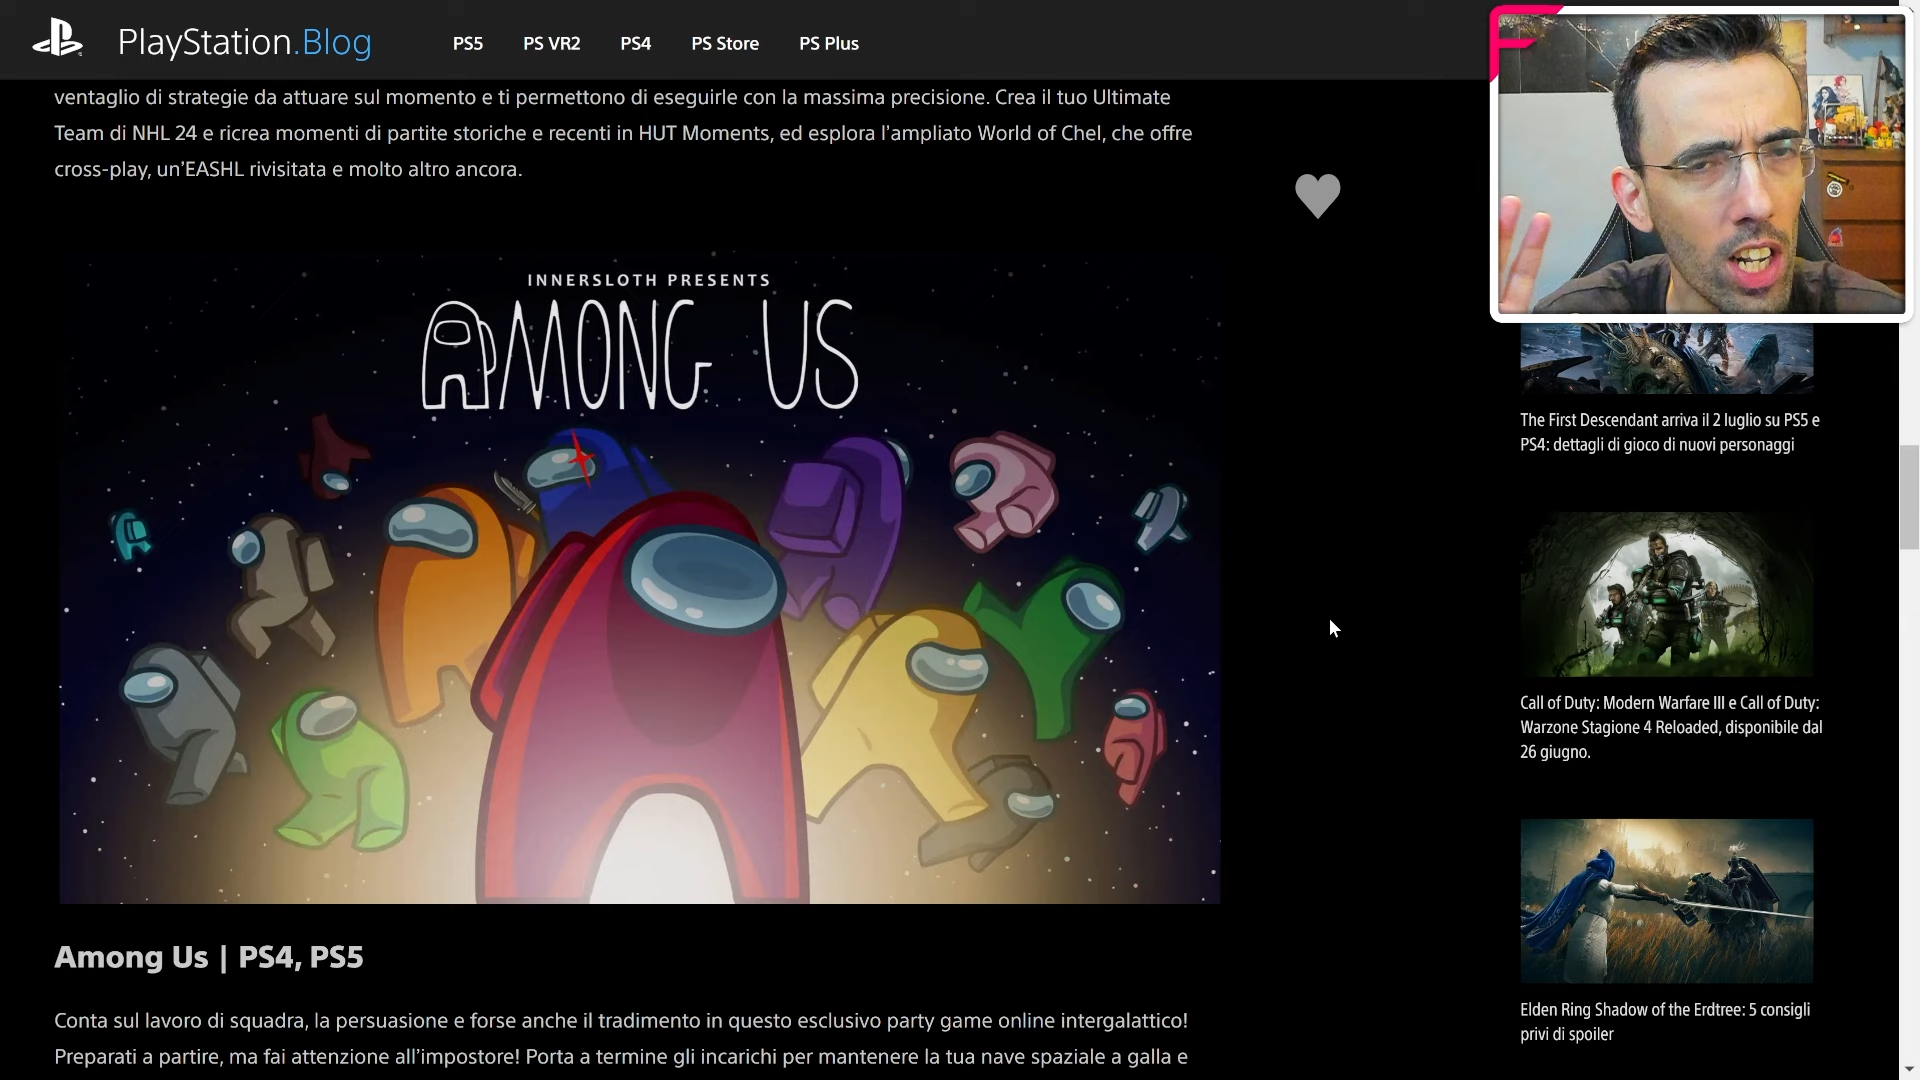 PlayStation.Blog
PS5
PS VR2
PS4
PS Store
PS Plus
ventaglio di strategie da attuare sul momento e ti permettono di eseguirle con la massima precisione. Crea il tuo Ultimate
Team di NHL 24 e ricrea momenti di partite storiche e recenti in HUT Moments, ed esplora l'ampliato World of Chel, che offre
cross-play, un'EASHL rivisitata e molto altro ancora.
INNERSLOTH PRESENTS
AMONG US
Among Us | PS4, PS5
Conta sul lavoro di squadra, la persuasione e forse anche il tradimento in questo esclusivo party game online intergalattico!
Preparati a partire, ma fai attenzione all'impostore! Porta a termine gli incarichi per mantenere la tua nave spaziale a galla e
The First Descendant arriva il 2 luglio su PS5 e
PS4: dettagli di gioco di nuovi personaggi
Call of Duty: Modern Warfare III e Call of Duty:
Warzone Stagione 4 Reloaded, disponibile dal
26 giugno.
Elden Ring Shadow of the Erdtree: 5 consigli
privi di spoiler